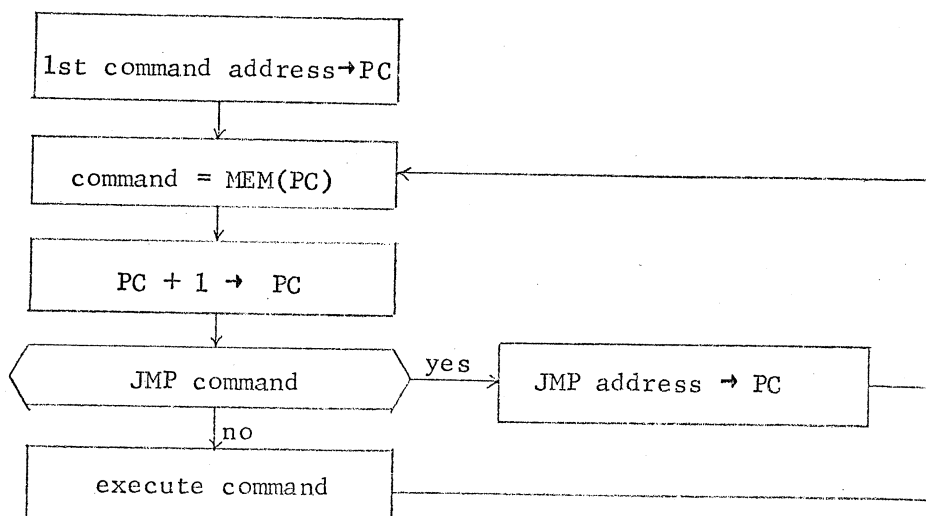 1st command address→PC
command = MEM(PC)
PC + 1 → PC
JMP command
yes
JMP address → PC
no
execute command